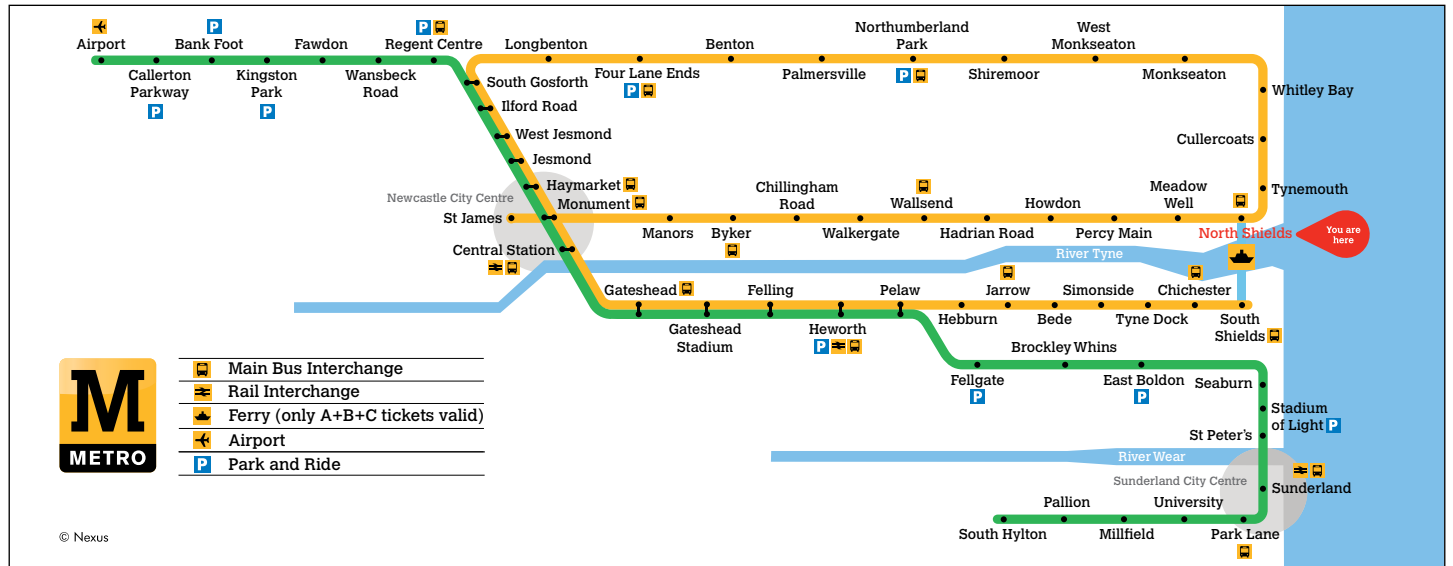 Airport
Callerton
Parkway
Bank Foot
Kingston
Park
Fawdon
Wansbeck
Road
Regent Centre
Longbenton
Four Lane Ends
Benton
Palmersville
Northumberland
Park
Shiremoor
West
Monkseaton
Monkseaton
Whitley Bay
Cullercoats
Tynemouth
South Gosforth
Ilford Road
West Jesmond
Jesmond
Haymarket
Newcastle City Centre
Monument
St James
Central Station
Manors
Byker
Chillingham
Road
Walkergate
Wallsend
Hadrian Road
Howdon
Percy Main
Meadow
Well
North Shields
You are
here
River Tyne
Gateshead
Gateshead
Stadium
Felling
Heworth
Pelaw
Hebburn
Jarrow
Bede
Simonside
Tyne Dock
Chichester
South
Shields
Fellgate
Brockley Whins
East Boldon
Seaburn
Stadium
of Light
St Peter's
River Wear
Sunderland City Centre
Sunderland
Park Lane
University
Millfield
Pallion
South Hylton
P
P
P
P
P
P
P
P
P
P
M
METRO
Main Bus Interchange
Rail Interchange
Ferry (only A+B+C tickets valid)
Airport
P Park and Ride
© Nexus